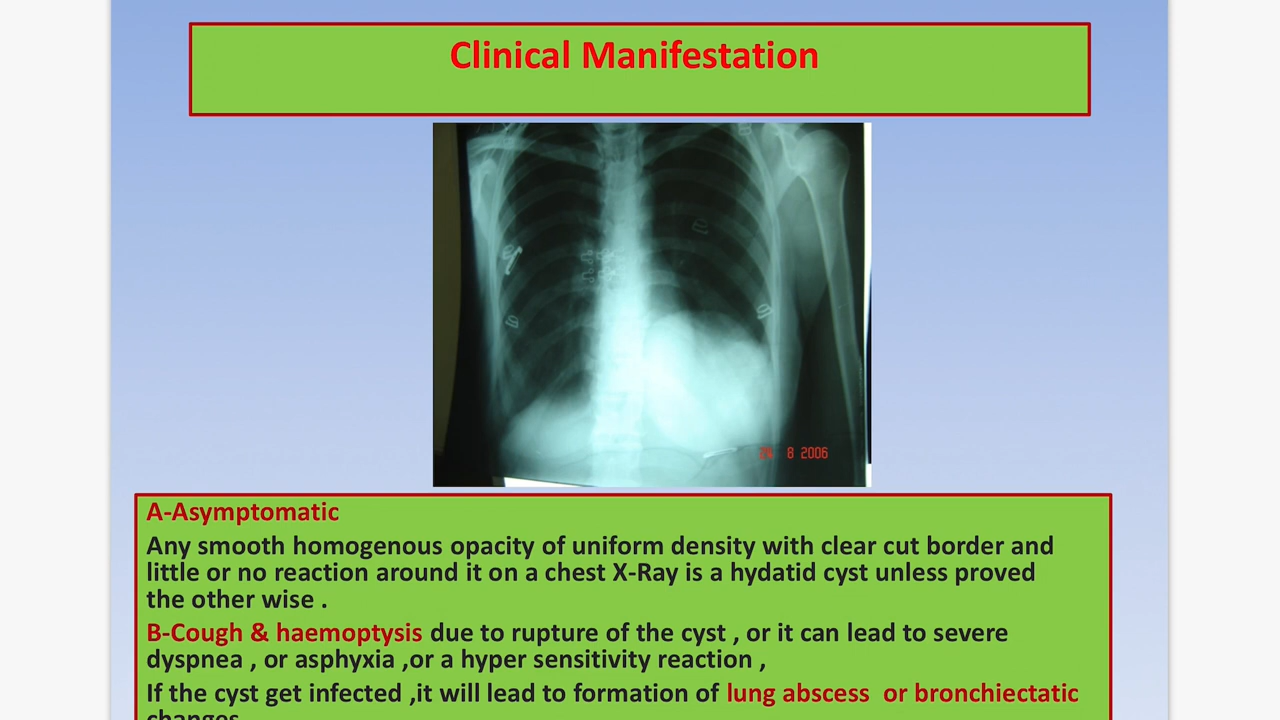 Clinical Manifestation
8 2006
A-Asymptomatic
Any smooth homogenous opacity of uniform density with clear cut border and
little or no reaction around it on a chest X-Ray is a hydatid cyst unless proved
the other wise .
B-Cough & haemoptysis due to rupture of the cyst , or it can lead to severe
dyspnea , or asphyxia ,or a hyper sensitivity reaction ,
If the cyst get infected ,it will lead to formation of lung abscess or bronchiectatic
changes